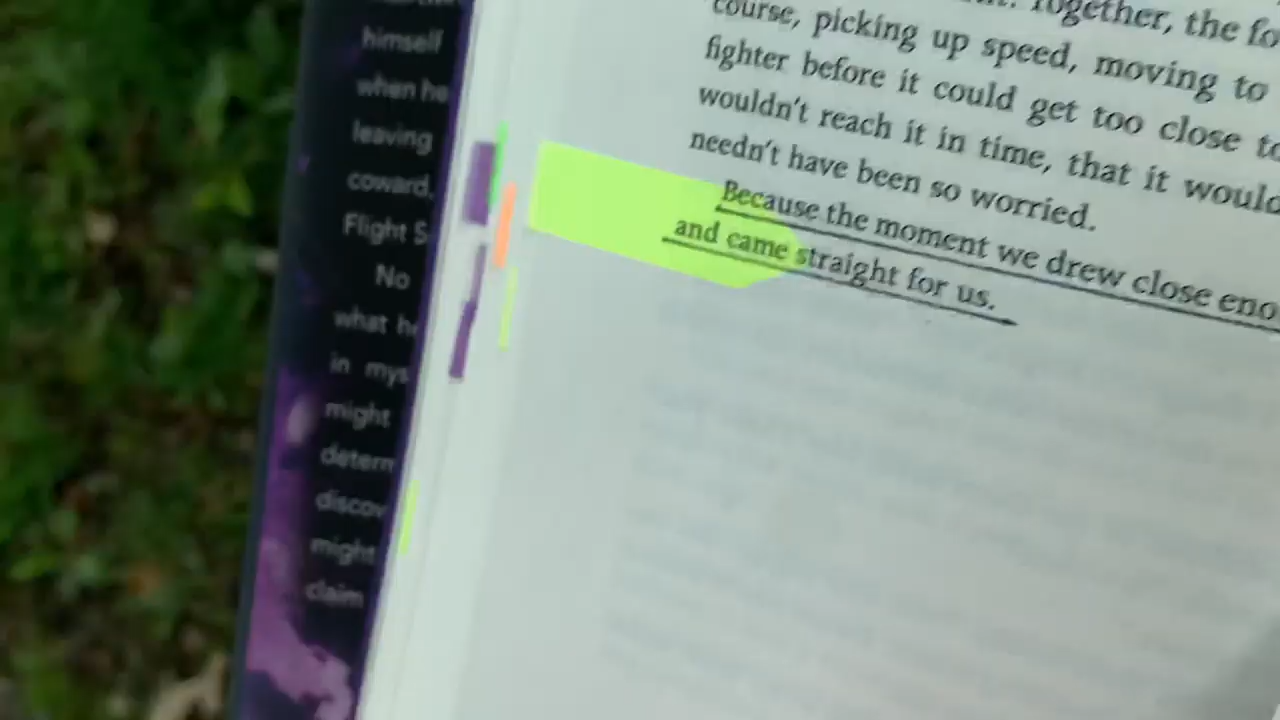 himself
when he
leaving
coward.
Flight S
No
what h
in mys
might
determ
discov
might
claim
Together, the fo
course, picking up speed, moving to
fighter before it could get too close to
wouldn't reach it in time, that it would
needn't have been so worried.
Because the moment we drew close eno
and came straight for us.